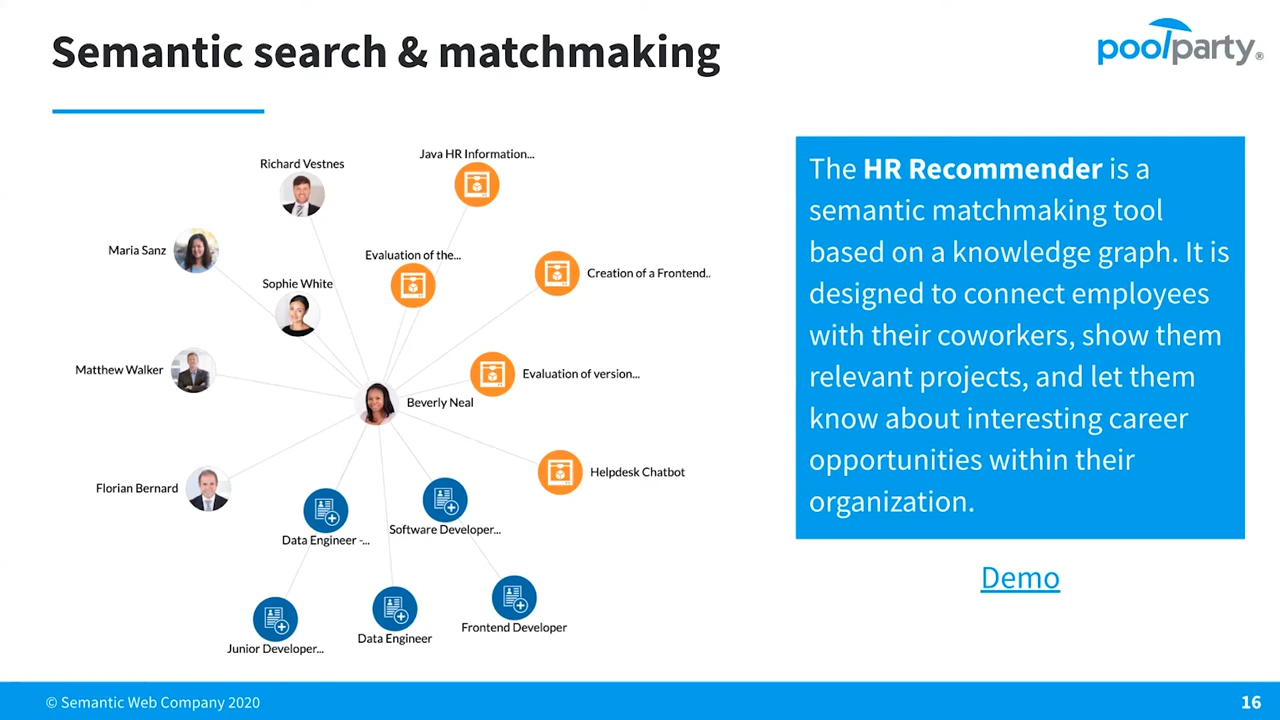 Semantic search & matchmaking
poolparty®
Richard Vestnes
Java HR Information...
Maria Sanz
Evaluation of the...
Creation of a Frontend..
Sophie White
Matthew Walker
Evaluation of version...
Beverly Neal
Florian Bernard
Helpdesk Chatbot
Data Engineer -...
Software Developer...
Junior Developer...
Data Engineer
Frontend Developer
The HR Recommender is a
semantic matchmaking tool
based on a knowledge graph. It is
designed to connect employees
with their coworkers, show them
relevant projects, and let them
know about interesting career
opportunities within their
organization.
Demo
© Semantic Web Company 2020
16